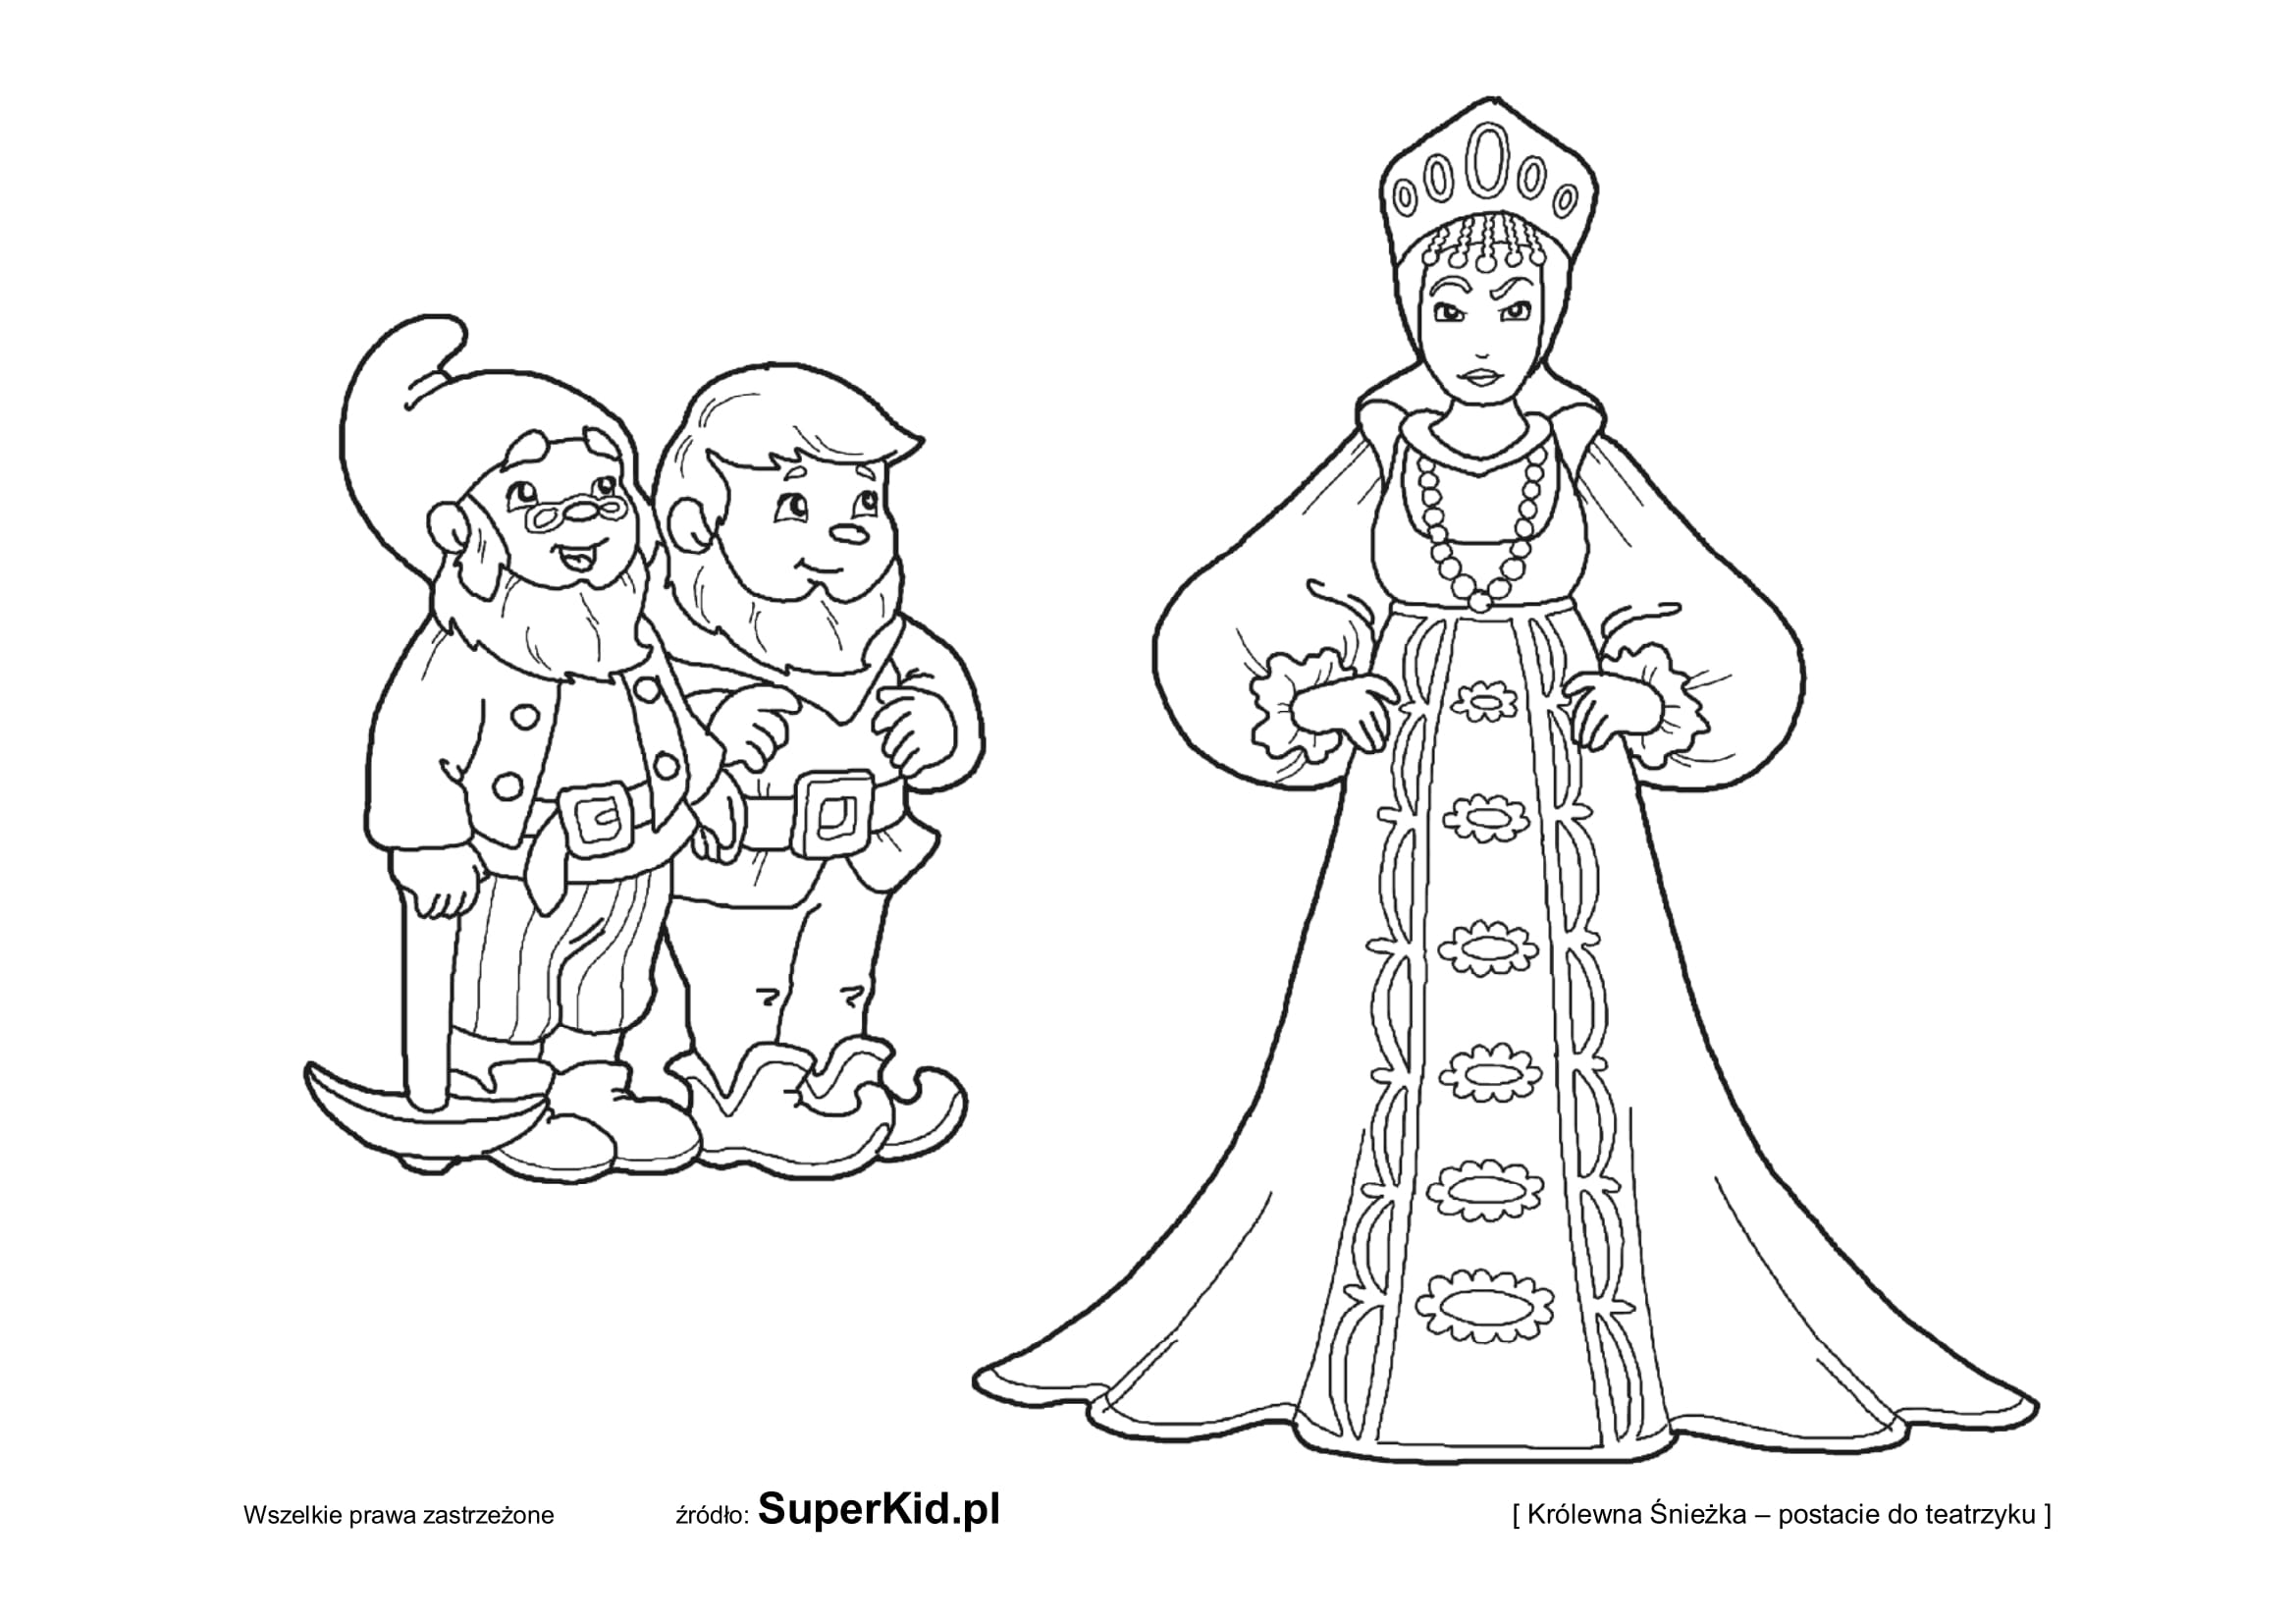 Wszelkie prawa zastrzeżone źródło: SuperKid.pl [ Królewna Śnieżka – postacie do teatrzyku ]